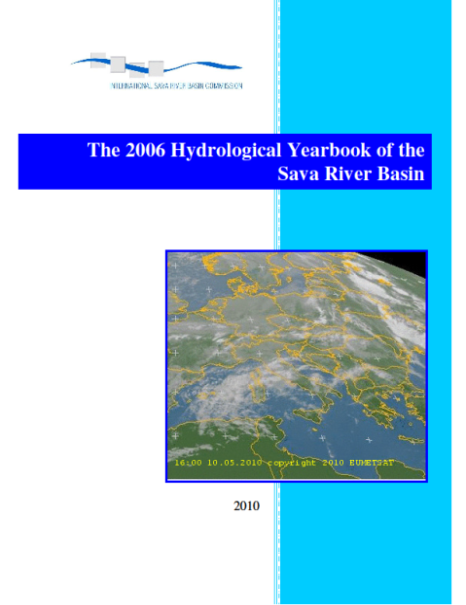 INTERNATIONAL SAVA RIVER BASIN COMMISSION
The 2006 Hydrological Yearbook of the
Sava River Basin
16:00 10.05.2010 copyright 2010 EUMETSAT
2010